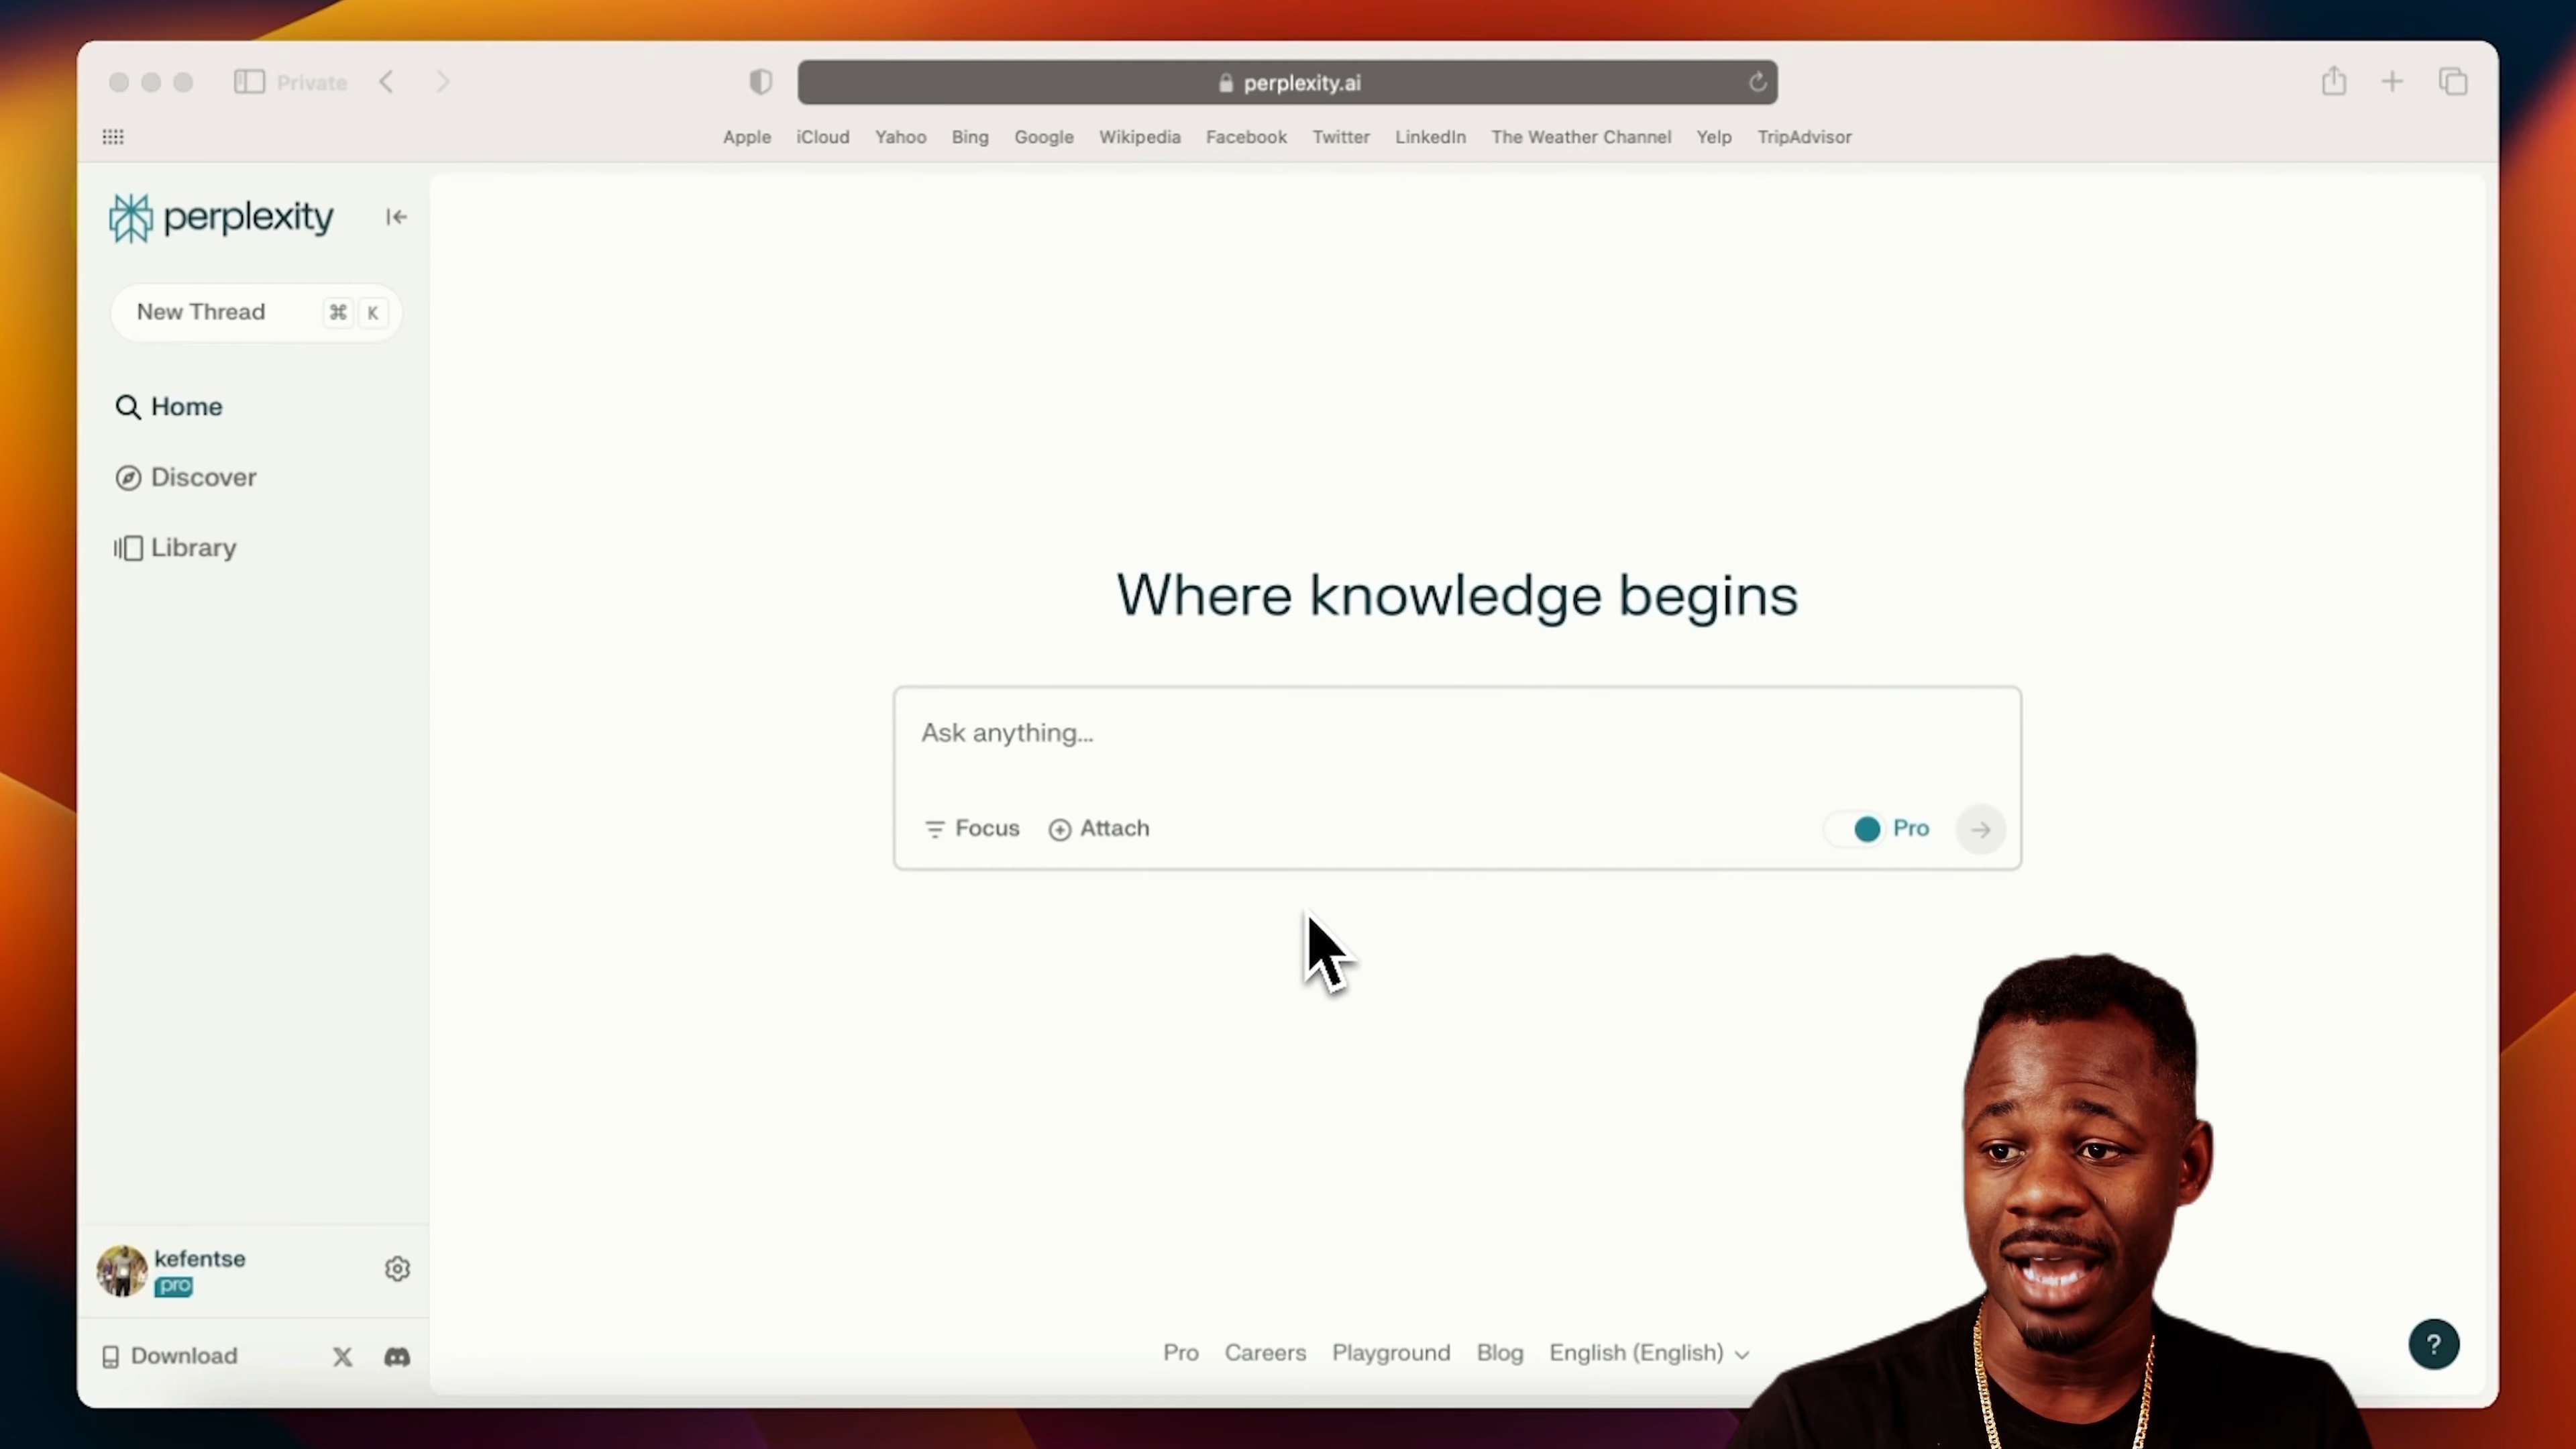 Private
perplexity.ai
Apple iCloud Yahoo Bing Google Wikipedia Facebook Twitter LinkedIn The Weather Channel Yelp TripAdvisor
perplexity
New Thread ⌘ K
Home
Discover
Library
Where knowledge begins
Ask anything...
Focus Attach Pro
kefentse
pro
Download
Pro Careers Playground Blog English (English)
?